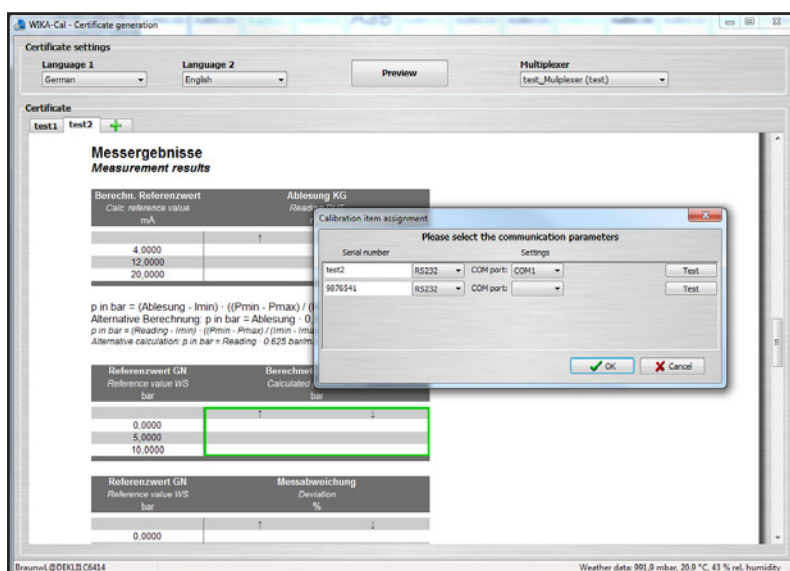 WIKA-Cal - Certificate generation
Certificate settings
Language 1 Language 2 Multiplexer
German English Preview test_Mulplexer (test)
Certificate
test1 test2
Messergebnisse
Measurement results
Berechn. Referenzwert Ablesung KG
Calc. reference value
mA
↑
4,0000
12,0000
20,0000
Calibration item assignment
Please select the communication parameters
Serial number Settings
test2 RS232 COM port: COM1 Test
9876541 RS232 COM port: Test
OK Cancel
p in bar = (Ablesung - Imin) · ((Pmin - Pmax) /
Alternative Berechnung: p in bar = Ablesung · 0,
p in bar = (Reading - Imin) · ((Pmin - Pmax) / (Imin -
Alternative calculation: p in bar = Reading · 0.625
Referenzwert GN
Reference value WS Calculated
bar bar
↑ ↓
0,0000
5,0000
10,0000
Referenzwert GN Messabweichung
Reference value WS Deviation
bar %
↑ ↓
0,0000
Weather data: 991.9 mbar, 20.9 °C, 43 % rel. humidity